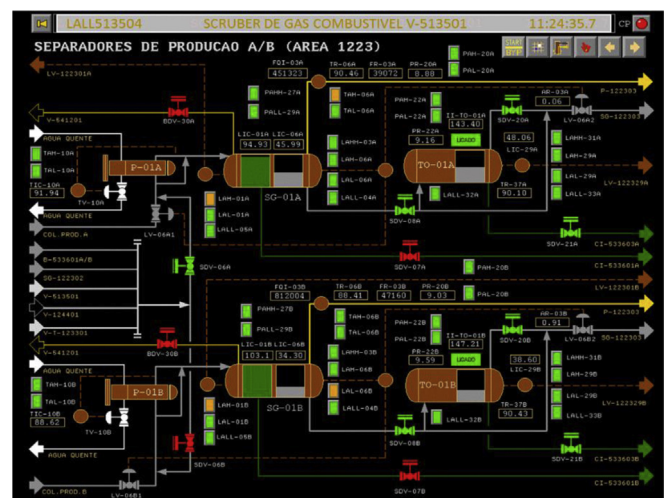 LALL513504 SCRUBER DE GAS COMBUSTIVEL V-513501 11:24:35.7 CP
SEPARADORES DE PRODUCAO A/B (AREA 1223)
START
PAH-20A
PAL-20A
LV-122301A
FQI-03A TR-06A FR-03A PR-20A
451323 90.46 39072 8.88
P-122303
AR-03A
0.06
SG-122303
PAHH-27A
PALL-29A
TAH-06A
TAL-06A
PAH-22A
PAL-22A
II-TO-01A
143.40
SDV-20A
LV-06A2
V-541201
BDV-30A
AGUA QUENTE
LIC-01A LIC-06A
94.93 45.99
PR-22A
9.16
LIGADO
48.06
LIC-29A
TAH-10A
TAL-10A
P-01A
LAHH-03A
LAH-06A
LAL-06A
LALL-04A
TO-01A
LAHH-31A
LAH-29A
LAL-29A
LALL-33A
LV-122329A
TIC-10A
91.94
TV-10A
LAH-01A
LAL-01A
LALL-05A
SG-01A
LALL-32A
TR-37A
90.10
AGUA QUENTE
COL.PROD.A
LV-06A1
SDV-08A
SDV-21A
CI-533603A
B-533601A/B
SG-122302
SDV-06A
SDV-07A
CI-533601A
V-513501
V-124401
V-T-123301
FQI-03B TR-06B FR-03B PR-20B
812004 88.41 47160 9.03
PAH-20B
PAL-20B
LV-122301B
P-122303
AR-03B
0.91
SG-122303
PAHH-27B
PALL-29B
TAH-06B
TAL-06B
PAH-22B
PAL-22B
II-TO-01B
147.21
SDV-20B
LV-06B2
V-541201
BDV-30B
AGUA QUENTE
LIC-01B LIC-06B
103.1 34.30
PR-22B
9.59
LIGADO
38.60
LIC-29B
TAH-10B
TAL-10B
P-01B
LAHH-03B
LAH-06B
LAL-06B
LALL-04B
TO-01B
LAHH-31B
LAH-29B
LAL-29B
LALL-33B
LV-122329B
TIC-10B
88.62
TV-10B
LAH-01B
LAL-01B
LALL-05B
SG-01B
LALL-32B
TR-37B
90.43
AGUA QUENTE
SDV-08B
SDV-21B
CI-533603B
COL.PROD.B
LV-06B1
SDV-06B
SDV-07B
CI-533601B